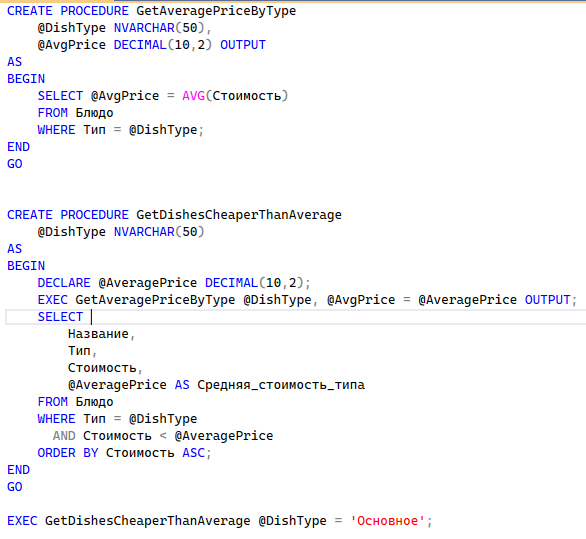 CREATE PROCEDURE GetAveragePriceByType
@DishType NVARCHAR(50),
@AvgPrice DECIMAL(10,2) OUTPUT
AS
BEGIN
SELECT @AvgPrice = AVG(Стоимость)
FROM Блюдо
WHERE Тип = @DishType;
END
GO
CREATE PROCEDURE GetDishesCheaperThanAverage
@DishType NVARCHAR(50)
AS
BEGIN
DECLARE @AveragePrice DECIMAL(10,2);
EXEC GetAveragePriceByType @DishType, @AvgPrice = @AveragePrice OUTPUT;
SELECT
Название,
Тип,
Стоимость,
@AveragePrice AS Средняя_стоимость_типа
FROM Блюдо
WHERE Тип = @DishType
AND Стоимость < @AveragePrice
ORDER BY Стоимость ASC;
END
GO
EXEC GetDishesCheaperThanAverage @DishType = 'Основное';